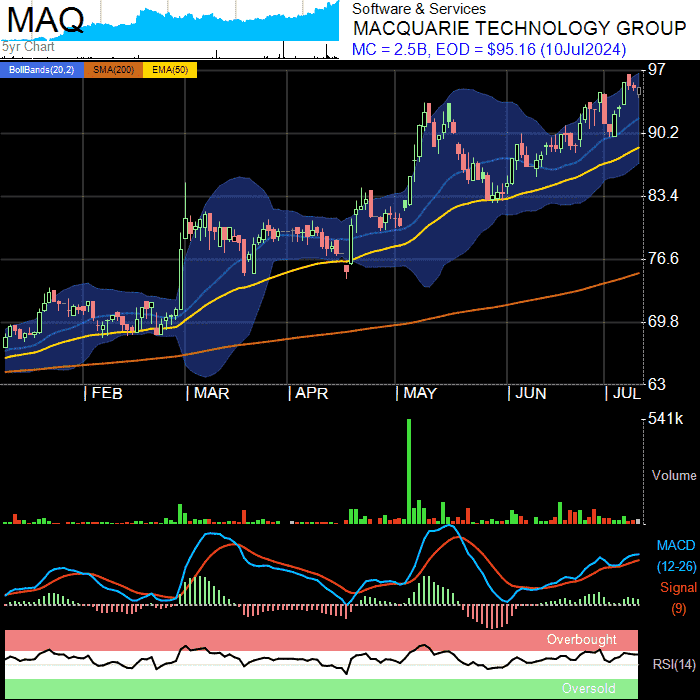 MAQ
5yr Chart
Software & Services
MACQUARIE TECHNOLOGY GROUP
MC = 2.5B, EOD = $95.16 (10Jul2024)
BollBands(20,2) SMA(200) EMA(50)
97
90.2
83.4
76.6
69.8
63
| FEB | MAR | APR | MAY | JUN | JUL
541k
Volume
MACD
(12-26)
Signal
(9)
Overbought
RSI(14)
Oversold